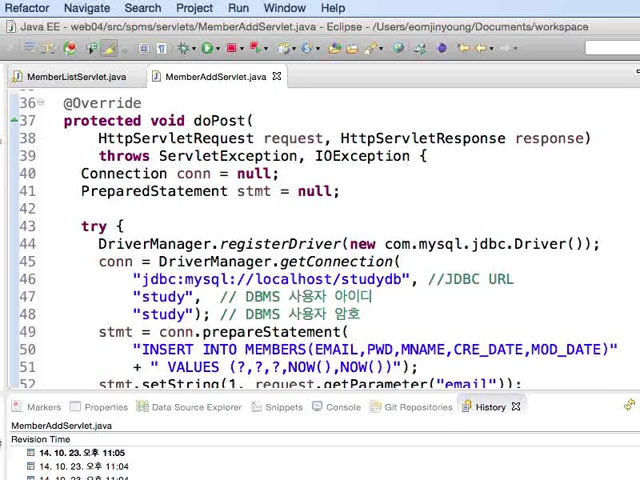 Refactor Navigate Search Project Run Window Help
Java EE - web04/src/spms/servlets/MemberAddServlet.java - Eclipse - /Users/eomjinyoung/Documents/workspace
MemberListServlet.java MemberAddServlet.java
36 @Override
37 protected void doPost(
38 HttpServletRequest request, HttpServletResponse response)
39 throws ServletException, IOException {
40 Connection conn = null;
41 PreparedStatement stmt = null;
42
43 try {
44 DriverManager.registerDriver(new com.mysql.jdbc.Driver());
45 conn = DriverManager.getConnection(
46 "jdbc:mysql://localhost/studydb", //JDBC URL
47 "study", // DBMS 사용자 아이디
48 "study"); // DBMS 사용자 암호
49 stmt = conn.prepareStatement(
50 "INSERT INTO MEMBERS(EMAIL,PWD,MNAME,CRE_DATE,MOD_DATE)"
51 + " VALUES (?,?,?,NOW(),NOW())");
52 stmt.setString(1, request.getParameter("email"));
Markers Properties Data Source Explorer Snippets Console Git Repositories History
MemberAddServlet.java
Revision Time
14. 10. 23. 오후 11:05
14. 10. 23. 오후 11:04
14. 10. 23. 오후 11:04